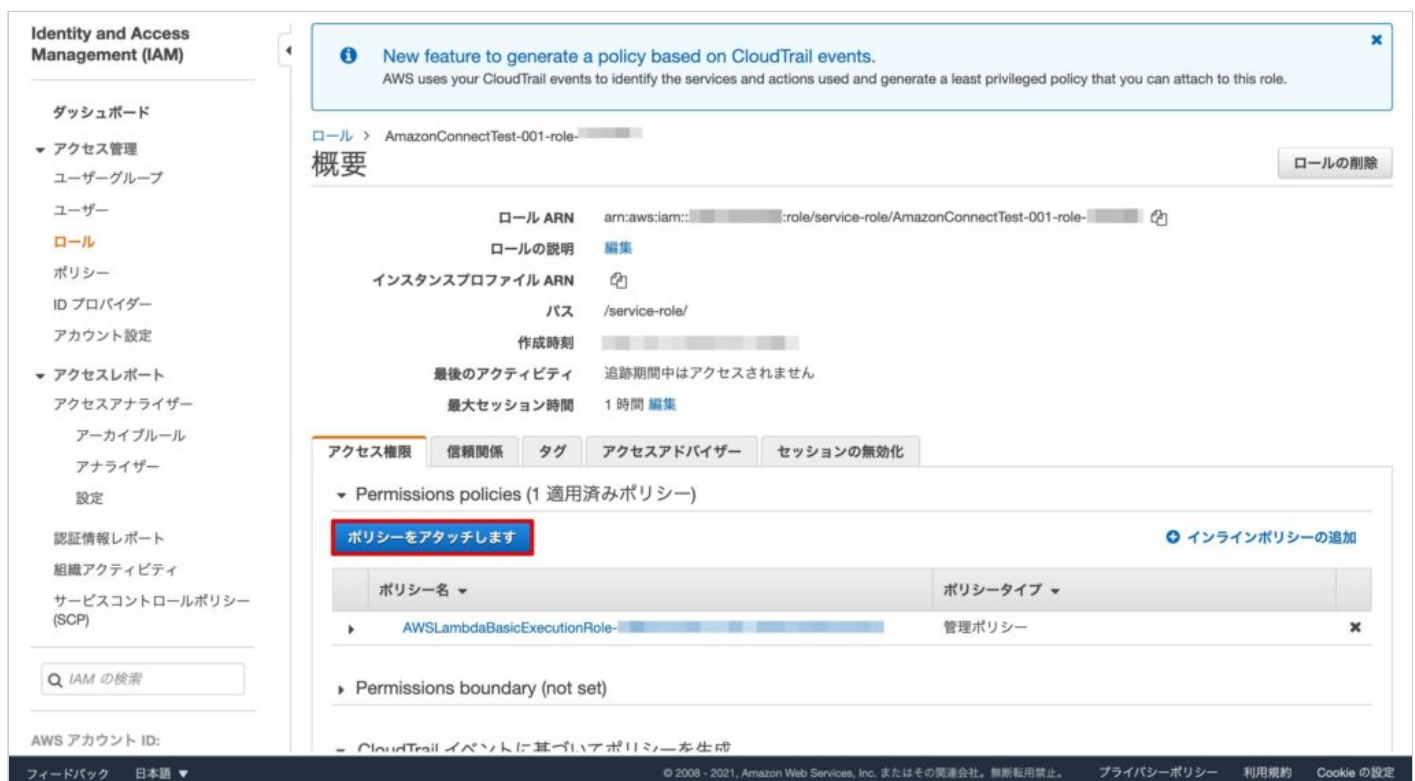 Identity and Access
Management (IAM)
ダッシュボード
アクセス管理
ユーザーグループ
ユーザー
ロール
ポリシー
ID プロバイダー
アカウント設定
アクセスレポート
アクセスアナライザー
アーカイブルール
アナライザー
設定
認証情報レポート
組織アクティビティ
サービスコントロールポリシー
(SCP)
IAM の検索
AWS アカウント ID:
New feature to generate a policy based on CloudTrail events.
AWS uses your CloudTrail events to identify the services and actions used and generate a least privileged policy that you can attach to this role.
ロール > AmazonConnectTest-001-role-
概要
ロールの削除
ロール ARN arn:aws:iam:: :role/service-role/AmazonConnectTest-001-role-
ロールの説明 編集
インスタンスプロファイル ARN
パス /service-role/
作成時刻
最後のアクティビティ 追跡期間中はアクセスされません
最大セッション時間 1 時間 編集
アクセス権限 信頼関係 タグ アクセスアドバイザー セッションの無効化
Permissions policies (1 適用済みポリシー)
ポリシーをアタッチします インラインポリシーの追加
ポリシー名 ポリシータイプ
AWSLambdaBasicExecutionRole- 管理ポリシー
Permissions boundary (not set)
CloudTrail イベントに基づいてポリシーを生成
フィードバック 日本語 © 2008 - 2021, Amazon Web Services, Inc. またはその関連会社。無断転用禁止。 プライバシーポリシー 利用規約 Cookie の設定